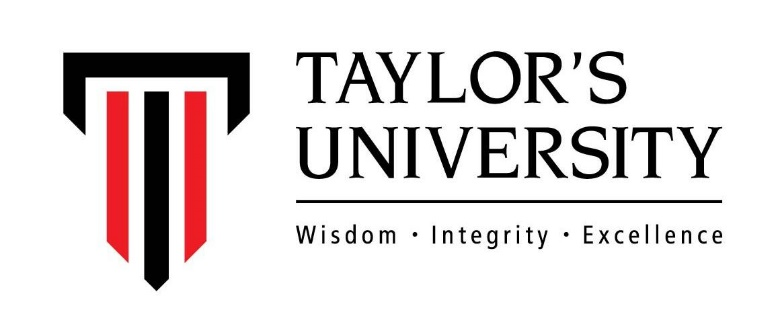 TAYLOR'S
UNIVERSITY
Wisdom · Integrity · Excellence